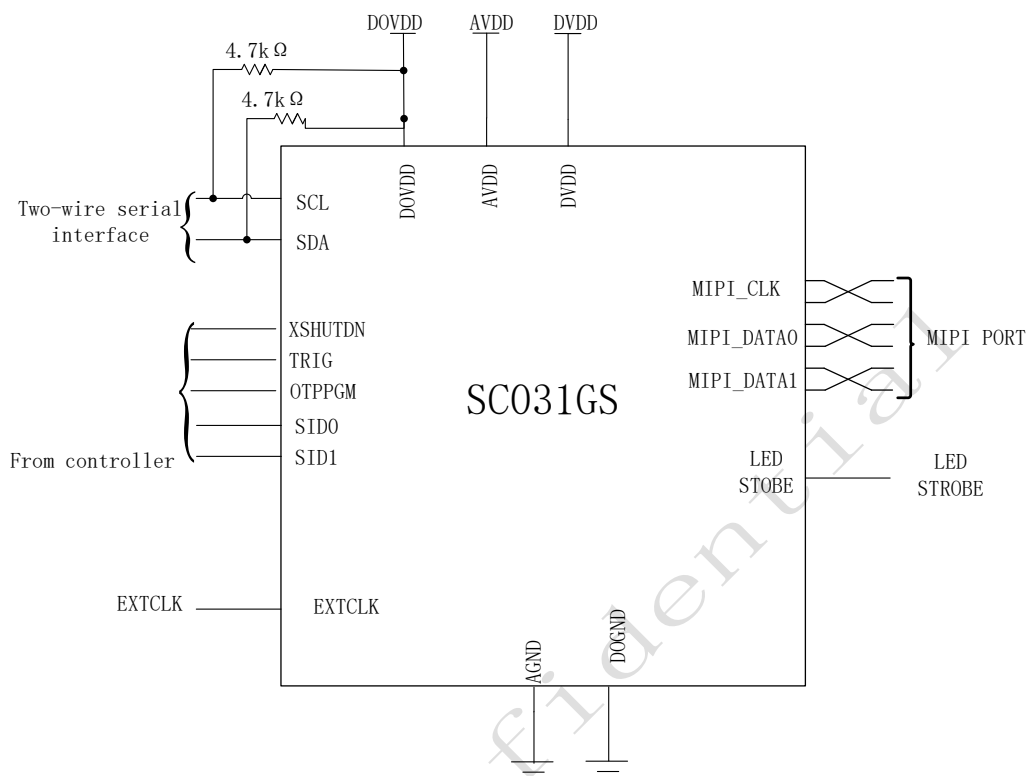 DOVDD
AVDD
DVDD
4.7kΩ
4.7kΩ
DOVDD
AVDD
DVDD
Two-wire serial
interface
SCL
SDA
MIPI_CLK
MIPI_DATA0
MIPI_DATA1
MIPI PORT
XSHUTDN
TRIG
OTPPGM
SID0
SID1
From controller
SC031GS
LED
STOBE
LED
STROBE
EXTCLK
EXTCLK
AGND
DOGND
fidential